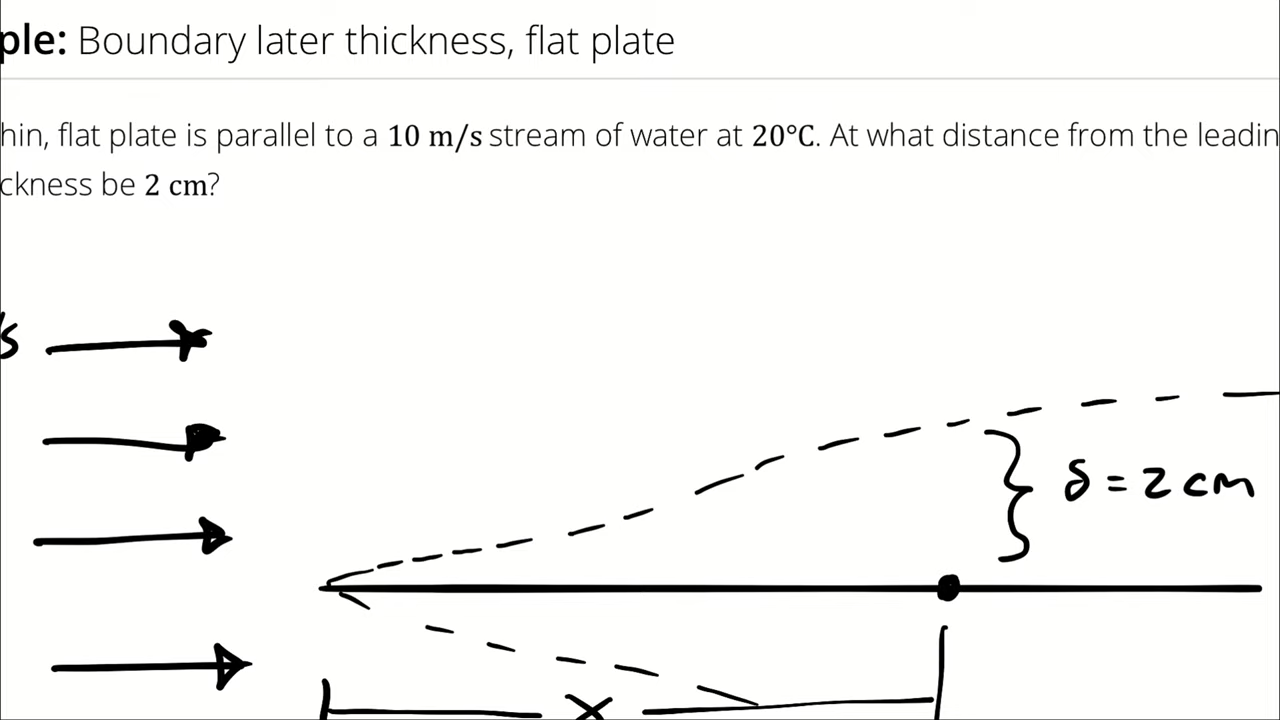 ple: Boundary later thickness, flat plate
hin, flat plate is parallel to a 10 m/s stream of water at 20°C. At what distance from the leadin
ckness be 2 cm?
/s
δ = 2 cm
x